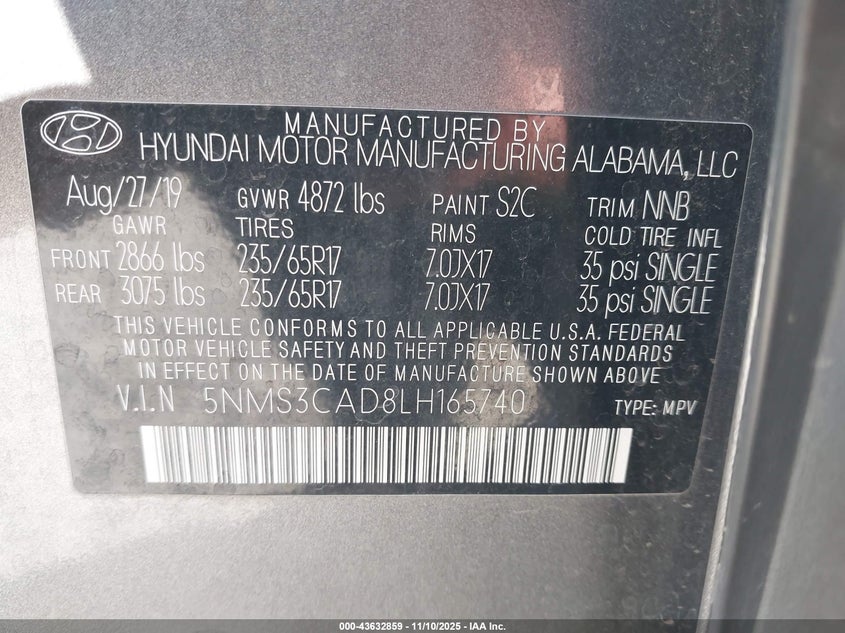 MANUFACTURED BY
HYUNDAI MOTOR MANUFACTURING ALABAMA, LLC
Aug/27/19 GVWR 4872 lbs PAINT S2C TRIM NNB
GAWR TIRES RIMS COLD TIRE INFL
FRONT 2866 lbs 235/65R17 7.0JX17 35 psi SINGLE
REAR 3075 lbs 235/65R17 7.0JX17 35 psi SINGLE
THIS VEHICLE CONFORMS TO ALL APPLICABLE U.S.A. FEDERAL
MOTOR VEHICLE SAFETY AND THEFT PREVENTION STANDARDS
IN EFFECT ON THE DATE OF MANUFACTURE SHOWN ABOVE
V.I.N 5NMS3CAD8LH165740 TYPE: MPV
000-43632859 — 11/10/2025 — IAA Inc.